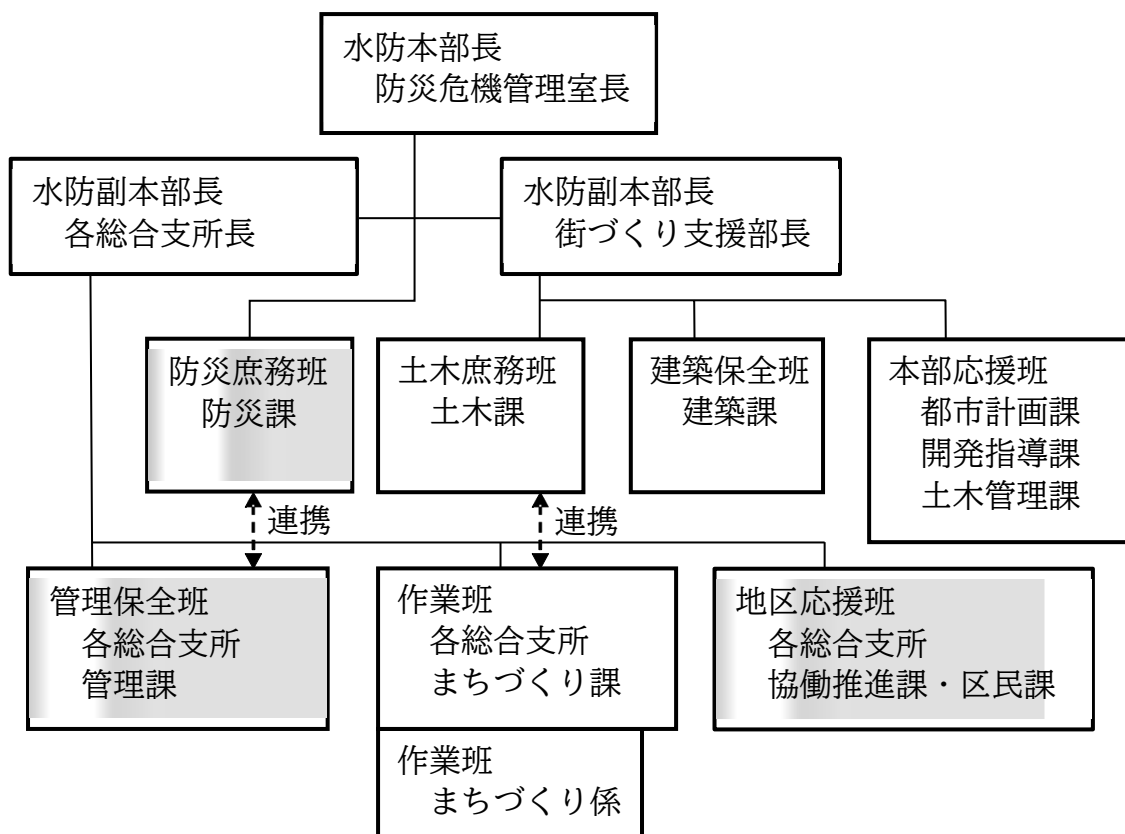 水防本部長
防災危機管理室長
水防副本部長
各総合支所長
水防副本部長
街づくり支援部長
防災庶務班
防災課
土木庶務班
土木課
建築保全班
建築課
本部応援班
都市計画課
開発指導課
土木管理課
連携
連携
管理保全班
各総合支所
管理課
作業班
各総合支所
まちづくり課
地区応援班
各総合支所
協働推進課・区民課
作業班
まちづくり係